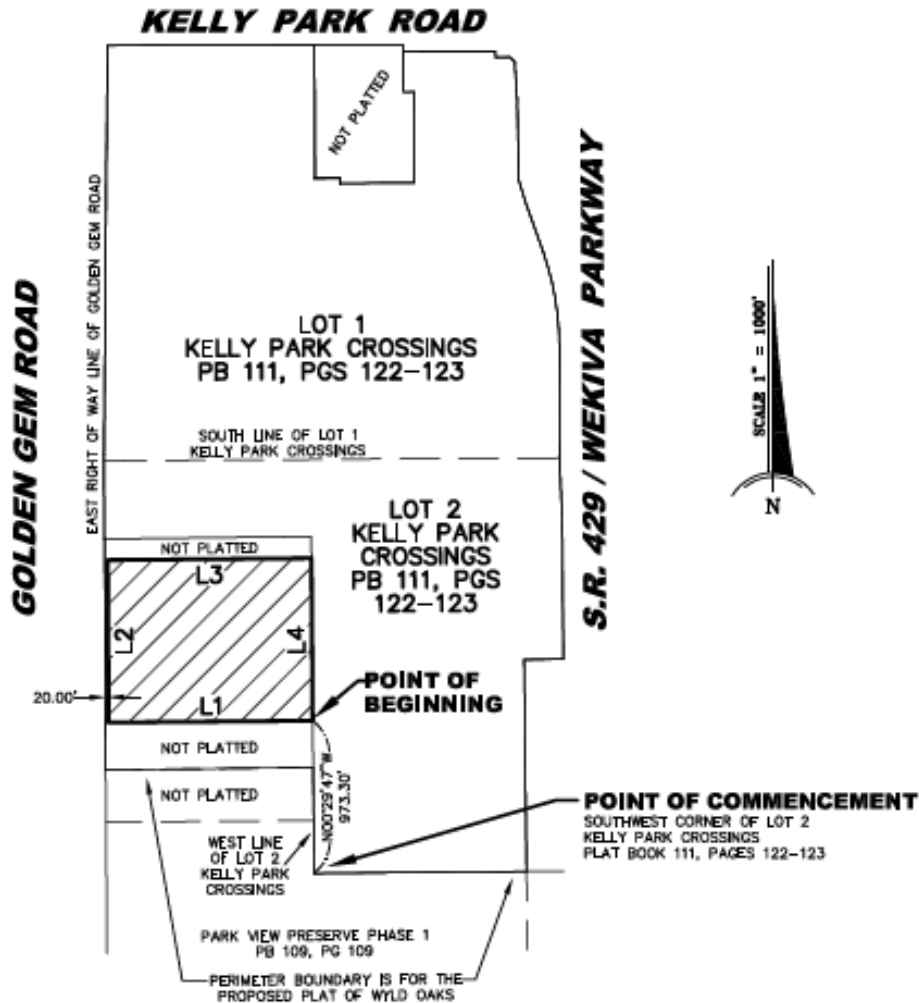 KELLY PARK ROAD
NOT PLATTED
EAST RIGHT OF WAY LINE OF GOLDEN GEM ROAD
GOLDEN GEM ROAD
S.R. 429 / WEKIVA PARKWAY
SCALE 1" = 1000'
N
LOT 1
KELLY PARK CROSSINGS
PB 111, PGS 122-123
SOUTH LINE OF LOT 1
KELLY PARK CROSSINGS
LOT 2
KELLY PARK
CROSSINGS
PB 111, PGS
122-123
NOT PLATTED
L3
L2
L4
L1
20.00'
POINT OF
BEGINNING
NOT PLATTED
NOT PLATTED
N00°29'47"W
973.30'
WEST LINE
OF LOT 2
KELLY PARK
CROSSINGS
POINT OF COMMENCEMENT
SOUTHWEST CORNER OF LOT 2
KELLY PARK CROSSINGS
PLAT BOOK 111, PAGES 122-123
PARK VIEW PRESERVE PHASE 1
PB 109, PG 109
PERIMETER BOUNDARY IS FOR THE
PROPOSED PLAT OF WYLD OAKS